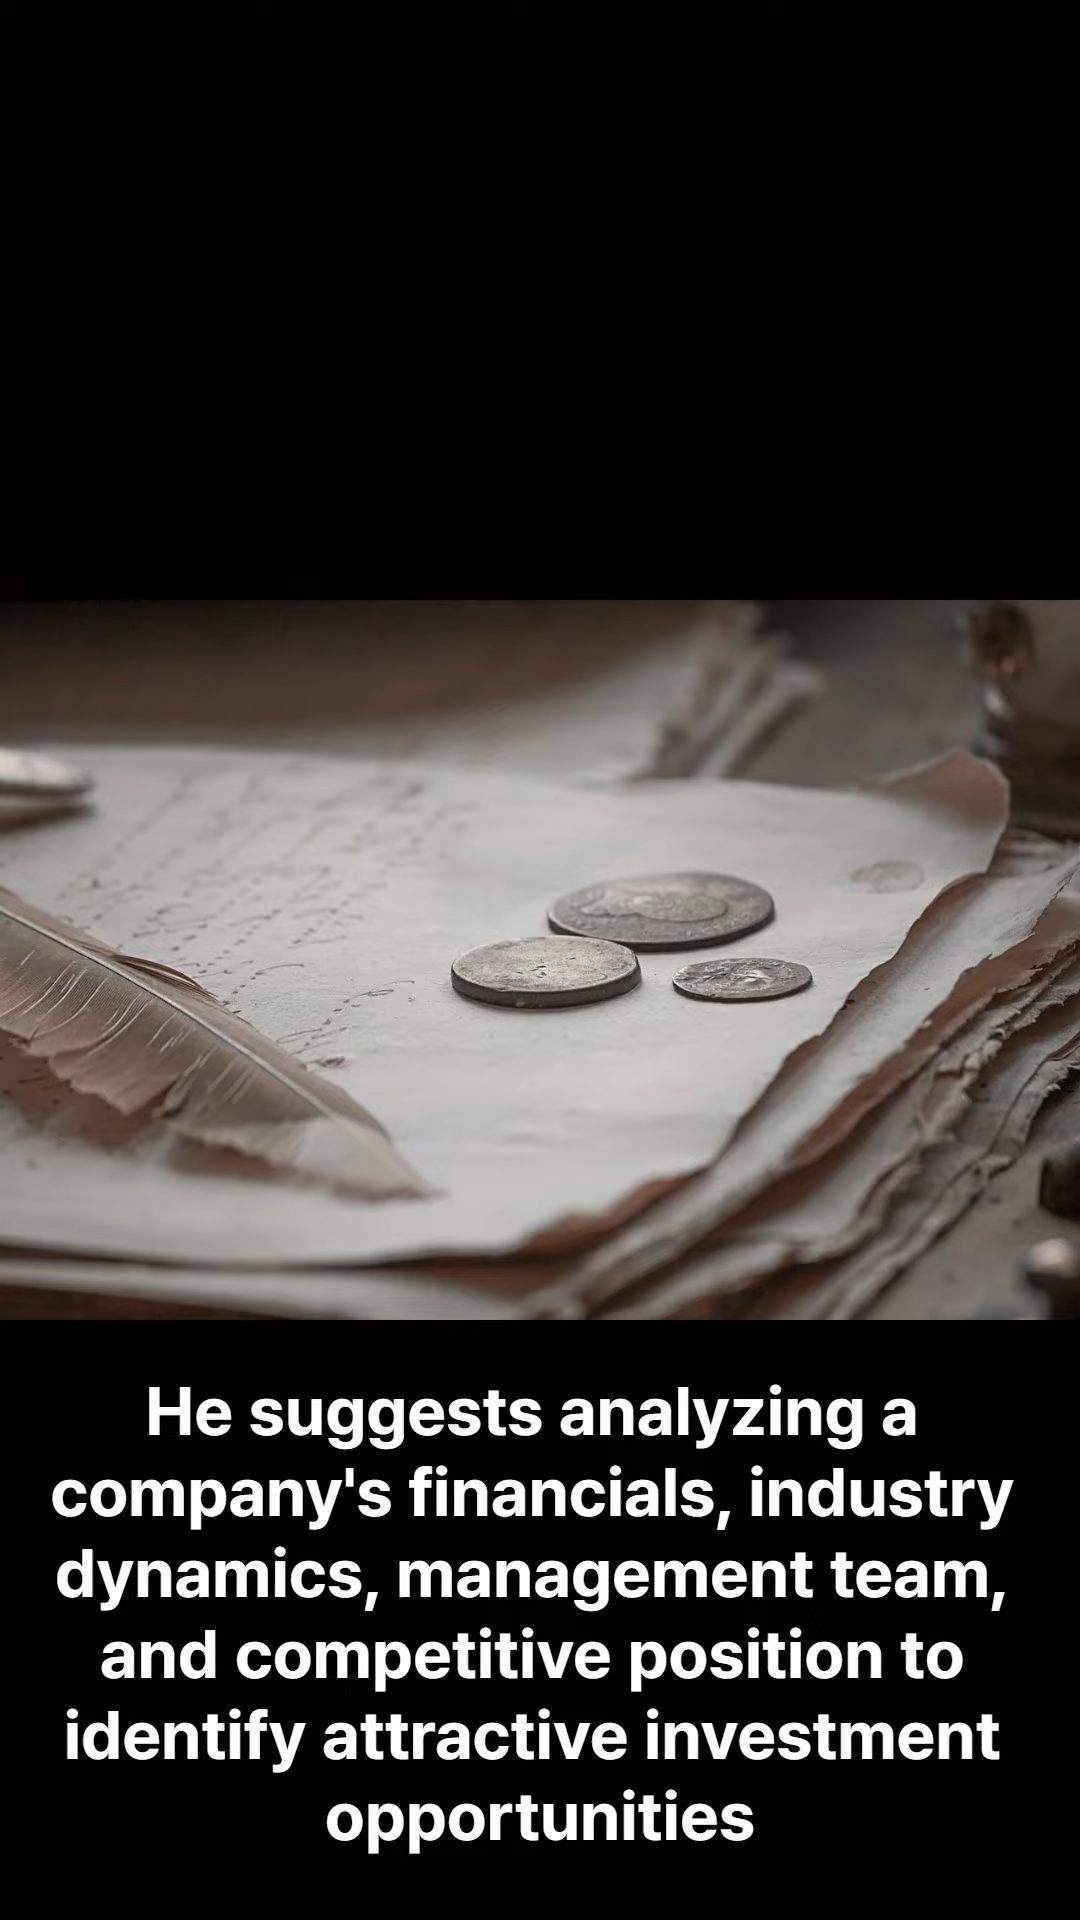 He suggests analyzing a
company's financials, industry
dynamics, management team,
and competitive position to
identify attractive investment
opportunities